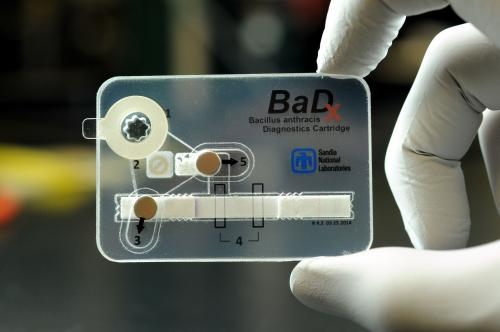 BaDx
Bacillus anthracis
Diagnostics Cartridge
1
2
5
Sandia
National
Laboratories
3
4